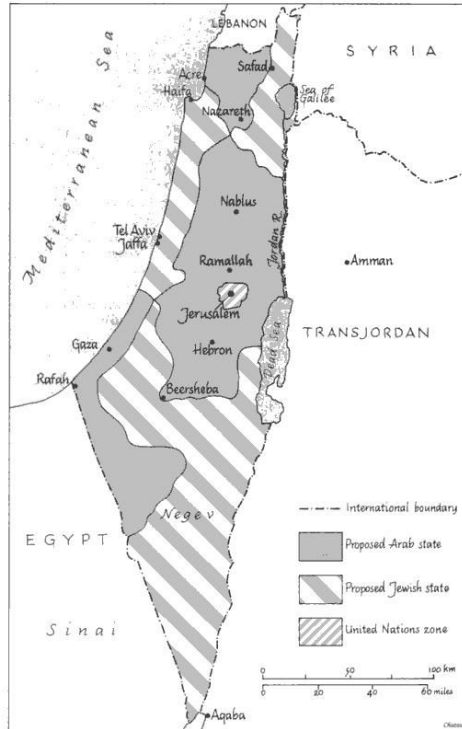 LEBANON
SYRIA
Mediterranean Sea
Safad
Acre
Haifa
Sea of
Galilee
Nazareth
Nablus
Tel Aviv
Jaffa
Jordan R.
Ramallah
Amman
Jerusalem
TRANSJORDAN
Gaza
Hebron
Dead Sea
Rafah
Beersheba
Negev
EGYPT
Sinai
International boundary
Proposed Arab state
Proposed Jewish state
United Nations zone
0 50 100 km
0 20 40 60 miles
Aqaba